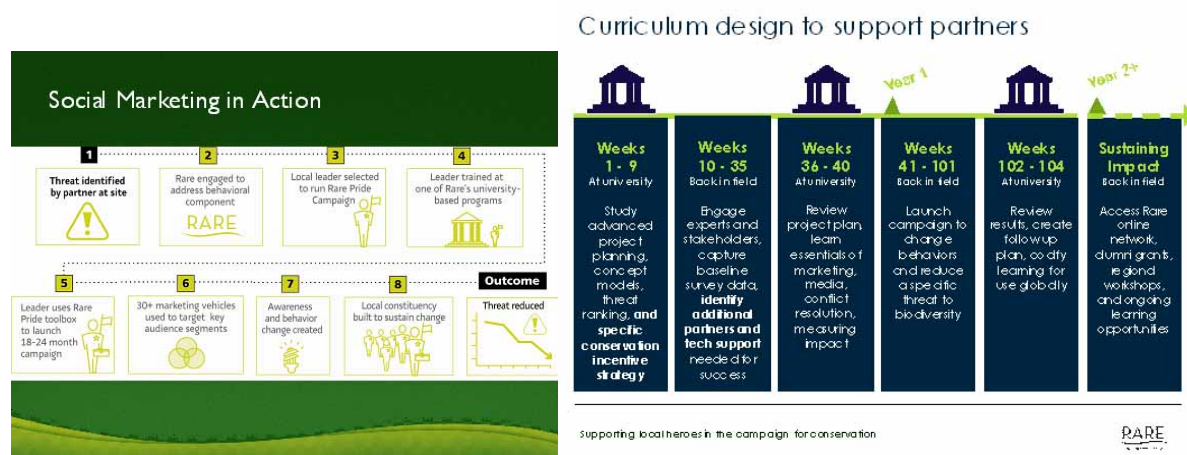 Social Marketing in Action
1
Threat identified
by partner at site
2
Rare engaged to
address behavioral
component
RARE
3
Local leader selected
to run Rare Pride
Campaign
4
Leader trained at
one of Rare's university-
based programs
5
Leader uses Rare
Pride toolbox
to launch
18-24 month
campaign
6
30+ marketing vehicles
used to target key
audience segments
7
Awareness
and behavior
change created
8
Local constituency
built to sustain change
Outcome
Threat reduced
Curriculum design to support partners
Year 1
Year 2+
Weeks
1 - 9
At university
Study
advanced
project
planning,
concept
models,
threat
ranking, and
specific
conservation
incentive
strategy
Weeks
10 - 35
Back in field
Engage
experts and
stakeholders,
capture
baseline
survey data,
identify
additional
partners and
tech support
needed for
success
Weeks
36 - 40
At university
Review
project plan,
learn
essentials of
marketing,
media,
conflict
resolution,
measuring
impact
Weeks
41 - 101
Back in field
Launch
campaign to
change
behaviors
and reduce
a specific
threat to
biodiversity
Weeks
102 - 104
At university
Review
results, create
follow up
plan, codify
learning for
use globally
Sustaining
Impact
Back in field
Access Rare
online
network,
alumni grants,
regional
workshops,
and ongoing
learning
opportunities
Supporting local heroes in the campaign for conservation
RARE